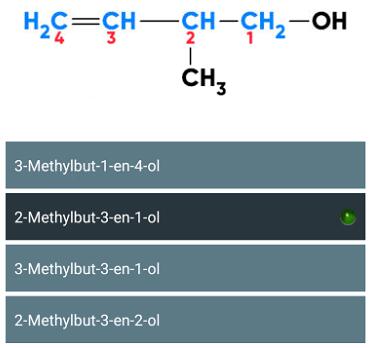 H₂C=CH—CH—CH₂—OH
4 3 2 1
CH₃
3-Methylbut-1-en-4-ol
2-Methylbut-3-en-1-ol
3-Methylbut-3-en-1-ol
2-Methylbut-3-en-2-ol